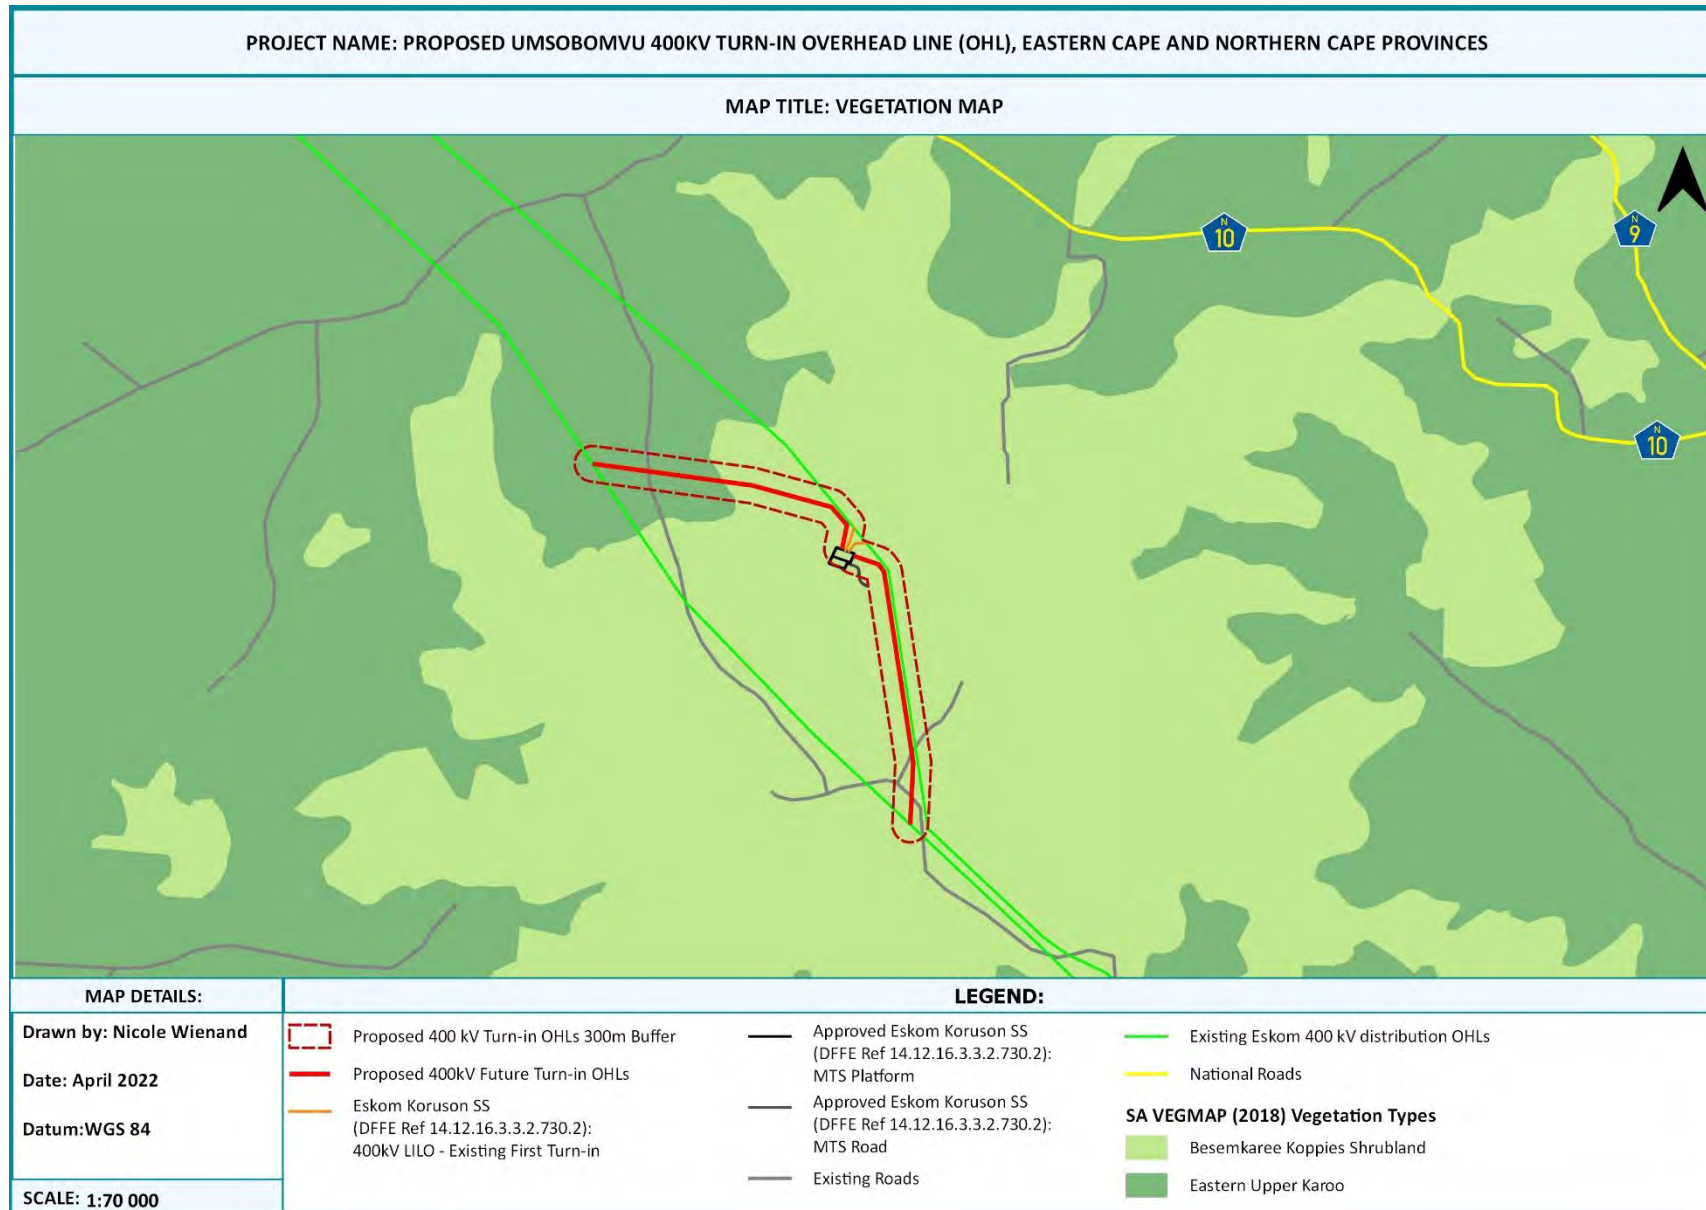 PROJECT NAME: PROPOSED UMSOBOMVU 400KV TURN-IN OVERHEAD LINE (OHL), EASTERN CAPE AND NORTHERN CAPE PROVINCES
MAP TITLE: VEGETATION MAP
N
10
N
9
N
10
MAP DETAILS:
Drawn by: Nicole Wienand
Date: April 2022
Datum:WGS 84
SCALE: 1:70 000
LEGEND:
Proposed 400 kV Turn-in OHLs 300m Buffer
Proposed 400kV Future Turn-in OHLs
Eskom Koruson SS
(DFFE Ref 14.12.16.3.3.2.730.2):
400kV LILO - Existing First Turn-in
Approved Eskom Koruson SS
(DFFE Ref 14.12.16.3.3.2.730.2):
MTS Platform
Approved Eskom Koruson SS
(DFFE Ref 14.12.16.3.3.2.730.2):
MTS Road
Existing Roads
Existing Eskom 400 kV distribution OHLs
National Roads
SA VEGMAP (2018) Vegetation Types
Besemkaree Koppies Shrubland
Eastern Upper Karoo